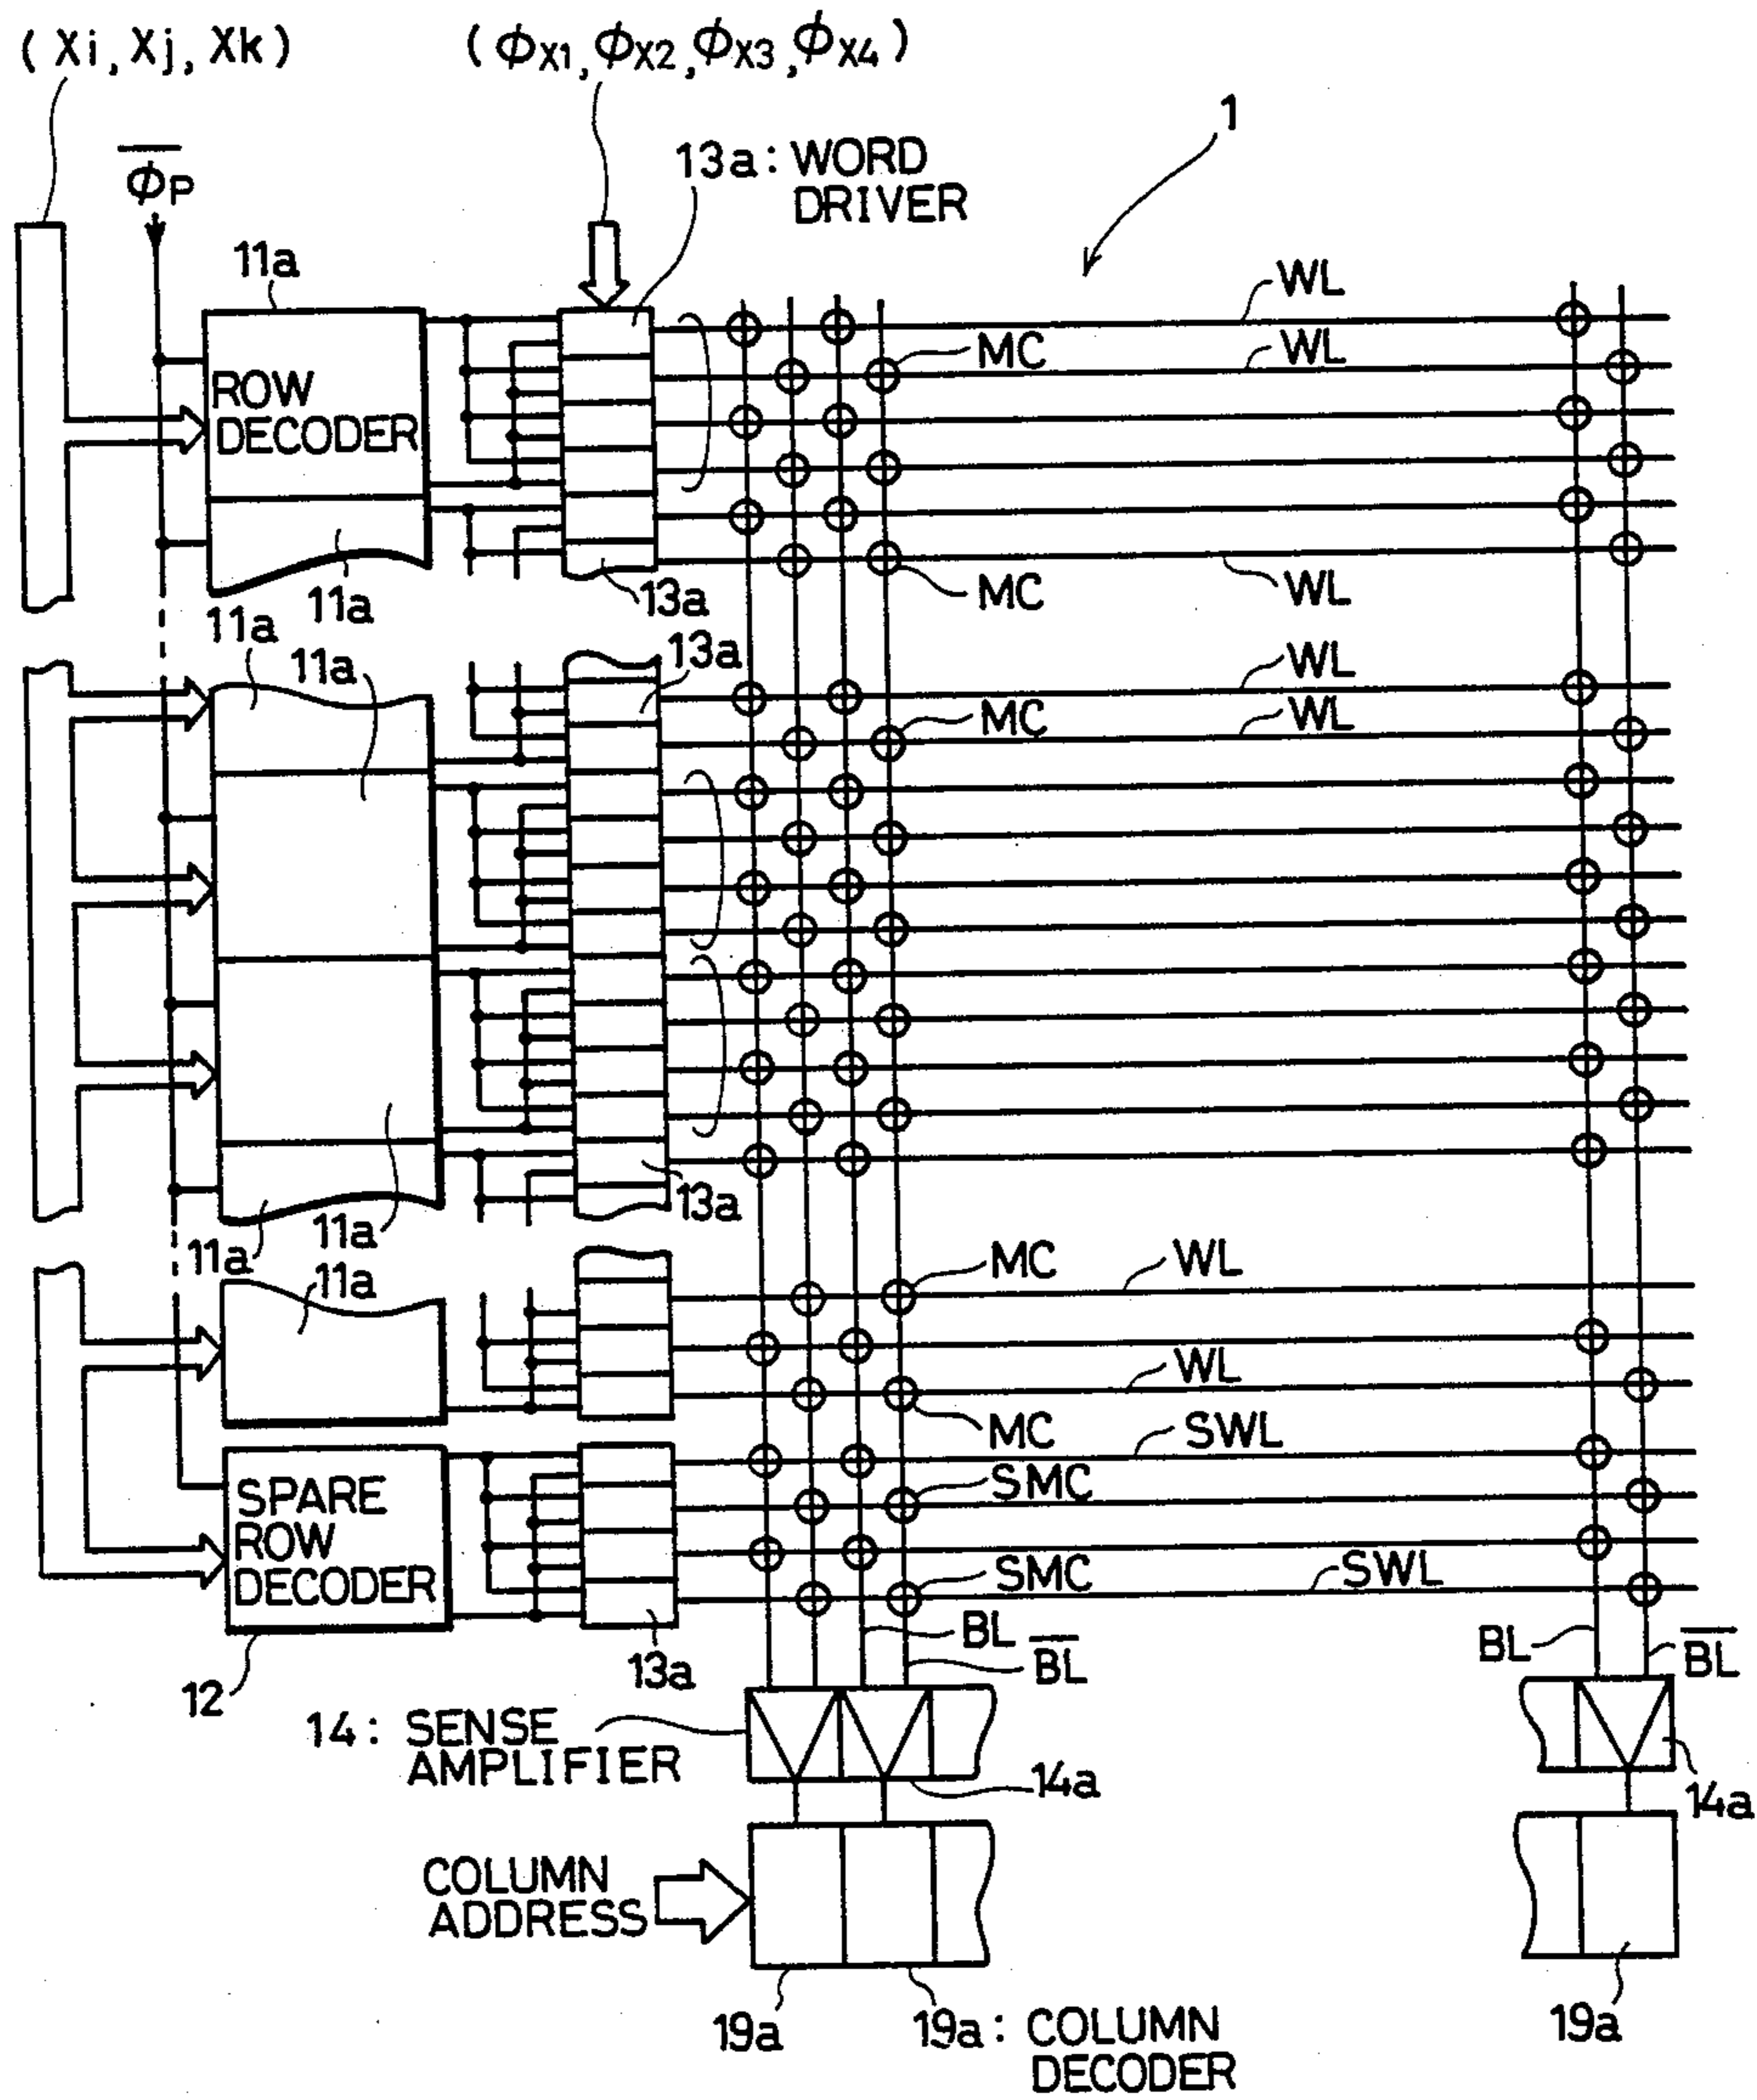 (Xi, Xj, Xk)
(ϕX1, ϕX2, ϕX3, ϕX4)
1
ϕP
13a: WORD
DRIVER
11a
WL
ROW
DECODER
MC
WL
11a
13a
MC
WL
11a
11a
13a
WL
MC
WL
11a
11a
13a
11a
MC
WL
WL
MC
SWL
SPARE
ROW
DECODER
SMC
SMC
SWL
12
13a
BL
BL
BL
BL
14: SENSE
AMPLIFIER
14a
14a
COLUMN
ADDRESS
19a
19a: COLUMN
DECODER
19a